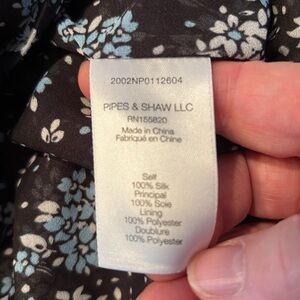 2002NP0112604
PIPES & SHAW LLC
RN155820
Made in China
Fabriqué en Chine
Self
100% Silk
Principal
100% Soie
Lining
100% Polyester
Doublure
100% Polyester